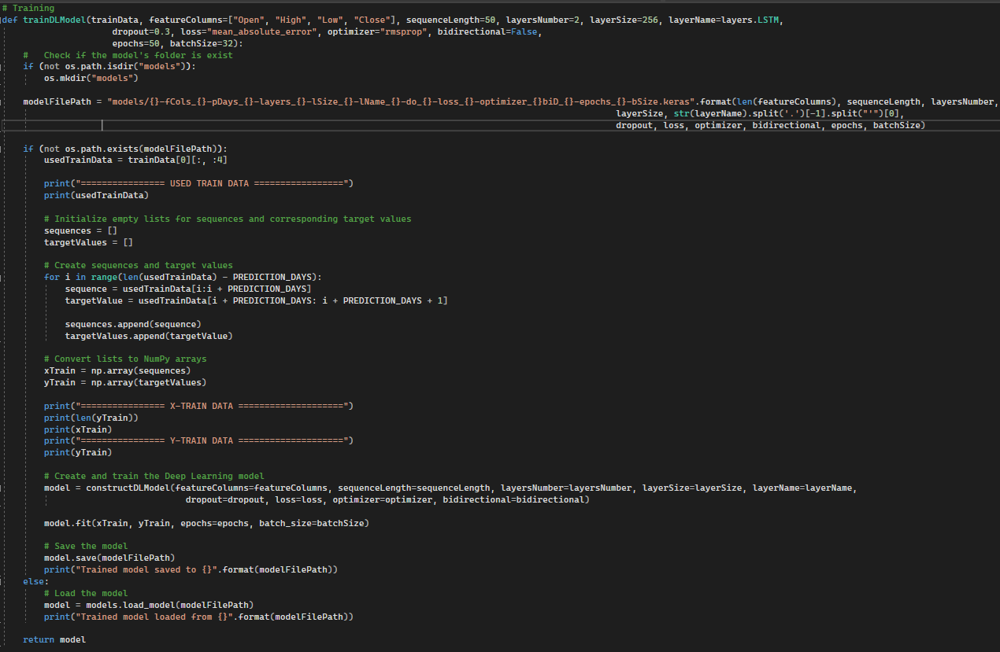 # Training
def trainDLModel(trainData, featureColumns=["Open", "High", "Low", "Close"], sequenceLength=50, layersNumber=2, layerSize=256, layerName=layers.LSTM,
dropout=0.3, loss="mean_absolute_error", optimizer="rmsprop", bidirectional=False,
epochs=50, batchSize=32):
#   Check if the model's folder is exist
if (not os.path.isdir("models")):
os.mkdir("models")
modelFilePath = "models/{}-fCols_{}-pDays_{}-layers_{}-lSize_{}-lName_{}-do_{}-loss_{}-optimizer_{}biD_{}-epochs_{}-bSize.keras".format(len(featureColumns), sequenceLength, layersNumber,
layerSize, str(layerName).split('.')[-1].split("'")[0],
dropout, loss, optimizer, bidirectional, epochs, batchSize)
if (not os.path.exists(modelFilePath)):
usedTrainData = trainData[0][:, :4]
print("================ USED TRAIN DATA =================")
print(usedTrainData)
# Initialize empty lists for sequences and corresponding target values
sequences = []
targetValues = []
# Create sequences and target values
for i in range(len(usedTrainData) - PREDICTION_DAYS):
sequence = usedTrainData[i:i + PREDICTION_DAYS]
targetValue = usedTrainData[i + PREDICTION_DAYS: i + PREDICTION_DAYS + 1]
sequences.append(sequence)
targetValues.append(targetValue)
# Convert lists to NumPy arrays
xTrain = np.array(sequences)
yTrain = np.array(targetValues)
print("================ X-TRAIN DATA ====================")
print(len(yTrain))
print(xTrain)
print("================ Y-TRAIN DATA ====================")
print(yTrain)
# Create and train the Deep Learning model
model = constructDLModel(featureColumns=featureColumns, sequenceLength=sequenceLength, layersNumber=layersNumber, layerSize=layerSize, layerName=layerName,
dropout=dropout, loss=loss, optimizer=optimizer, bidirectional=bidirectional)
model.fit(xTrain, yTrain, epochs=epochs, batch_size=batchSize)
# Save the model
model.save(modelFilePath)
print("Trained model saved to {}".format(modelFilePath))
else:
# Load the model
model = models.load_model(modelFilePath)
print("Trained model loaded from {}".format(modelFilePath))
return model